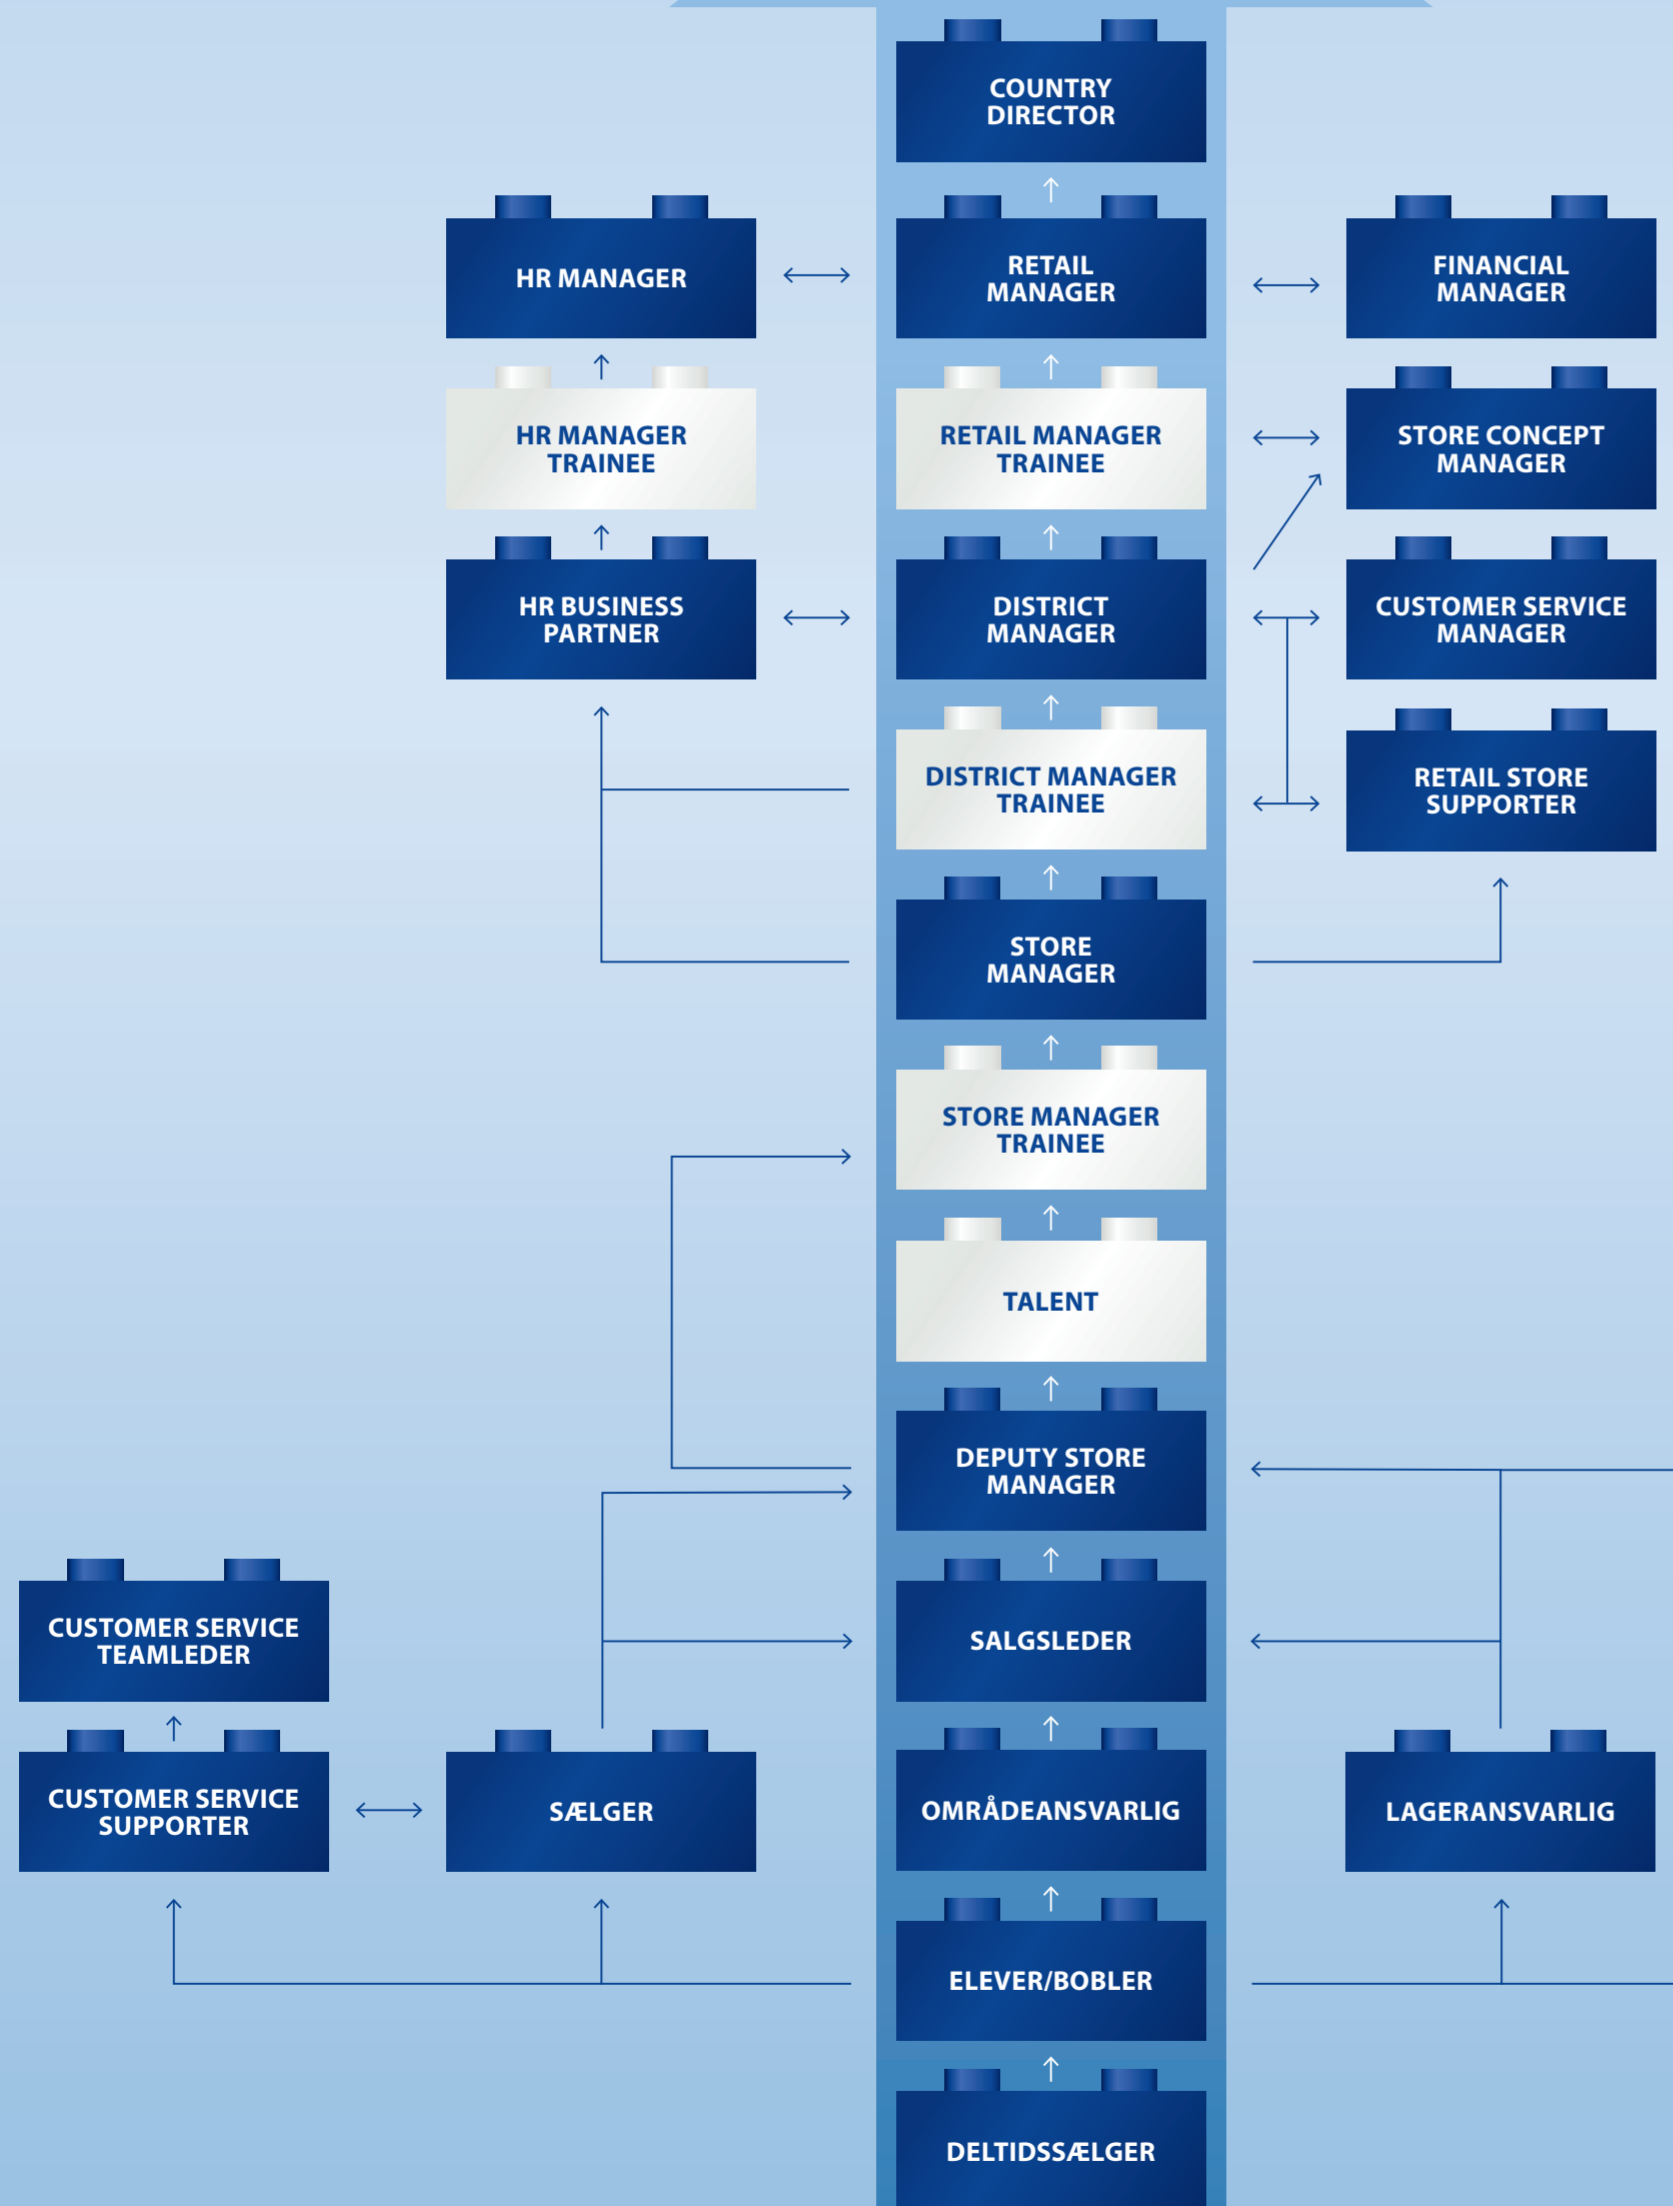 COUNTRY
DIRECTOR
HR MANAGER
RETAIL
MANAGER
FINANCIAL
MANAGER
HR MANAGER
TRAINEE
RETAIL MANAGER
TRAINEE
STORE CONCEPT
MANAGER
HR BUSINESS
PARTNER
DISTRICT
MANAGER
CUSTOMER SERVICE
MANAGER
DISTRICT MANAGER
TRAINEE
RETAIL STORE
SUPPORTER
STORE
MANAGER
STORE MANAGER
TRAINEE
TALENT
DEPUTY STORE
MANAGER
CUSTOMER SERVICE
TEAMLEDER
SALGSLEDER
CUSTOMER SERVICE
SUPPORTER
SÆLGER
OMRÅDEANSVARLIG
LAGERANSVARLIG
ELEVER/BOBLER
DELTIDSSÆLGER